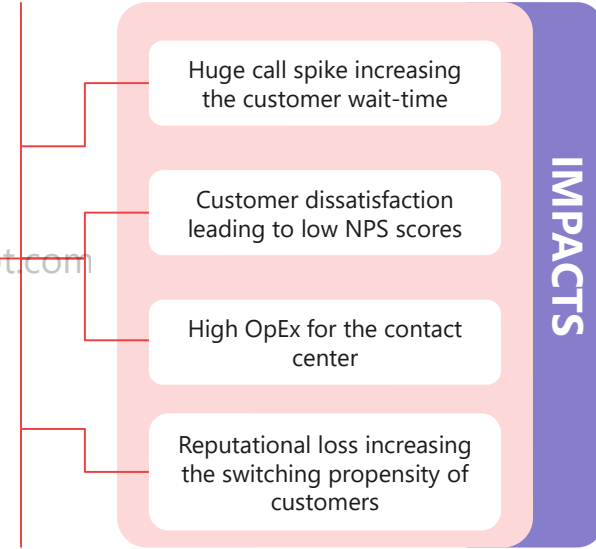 Huge call spike increasing
the customer wait-time
Customer dissatisfaction
leading to low NPS scores
t.com
High OpEx for the contact
center
Reputational loss increasing
the switching propensity of
customers
IMPACTS